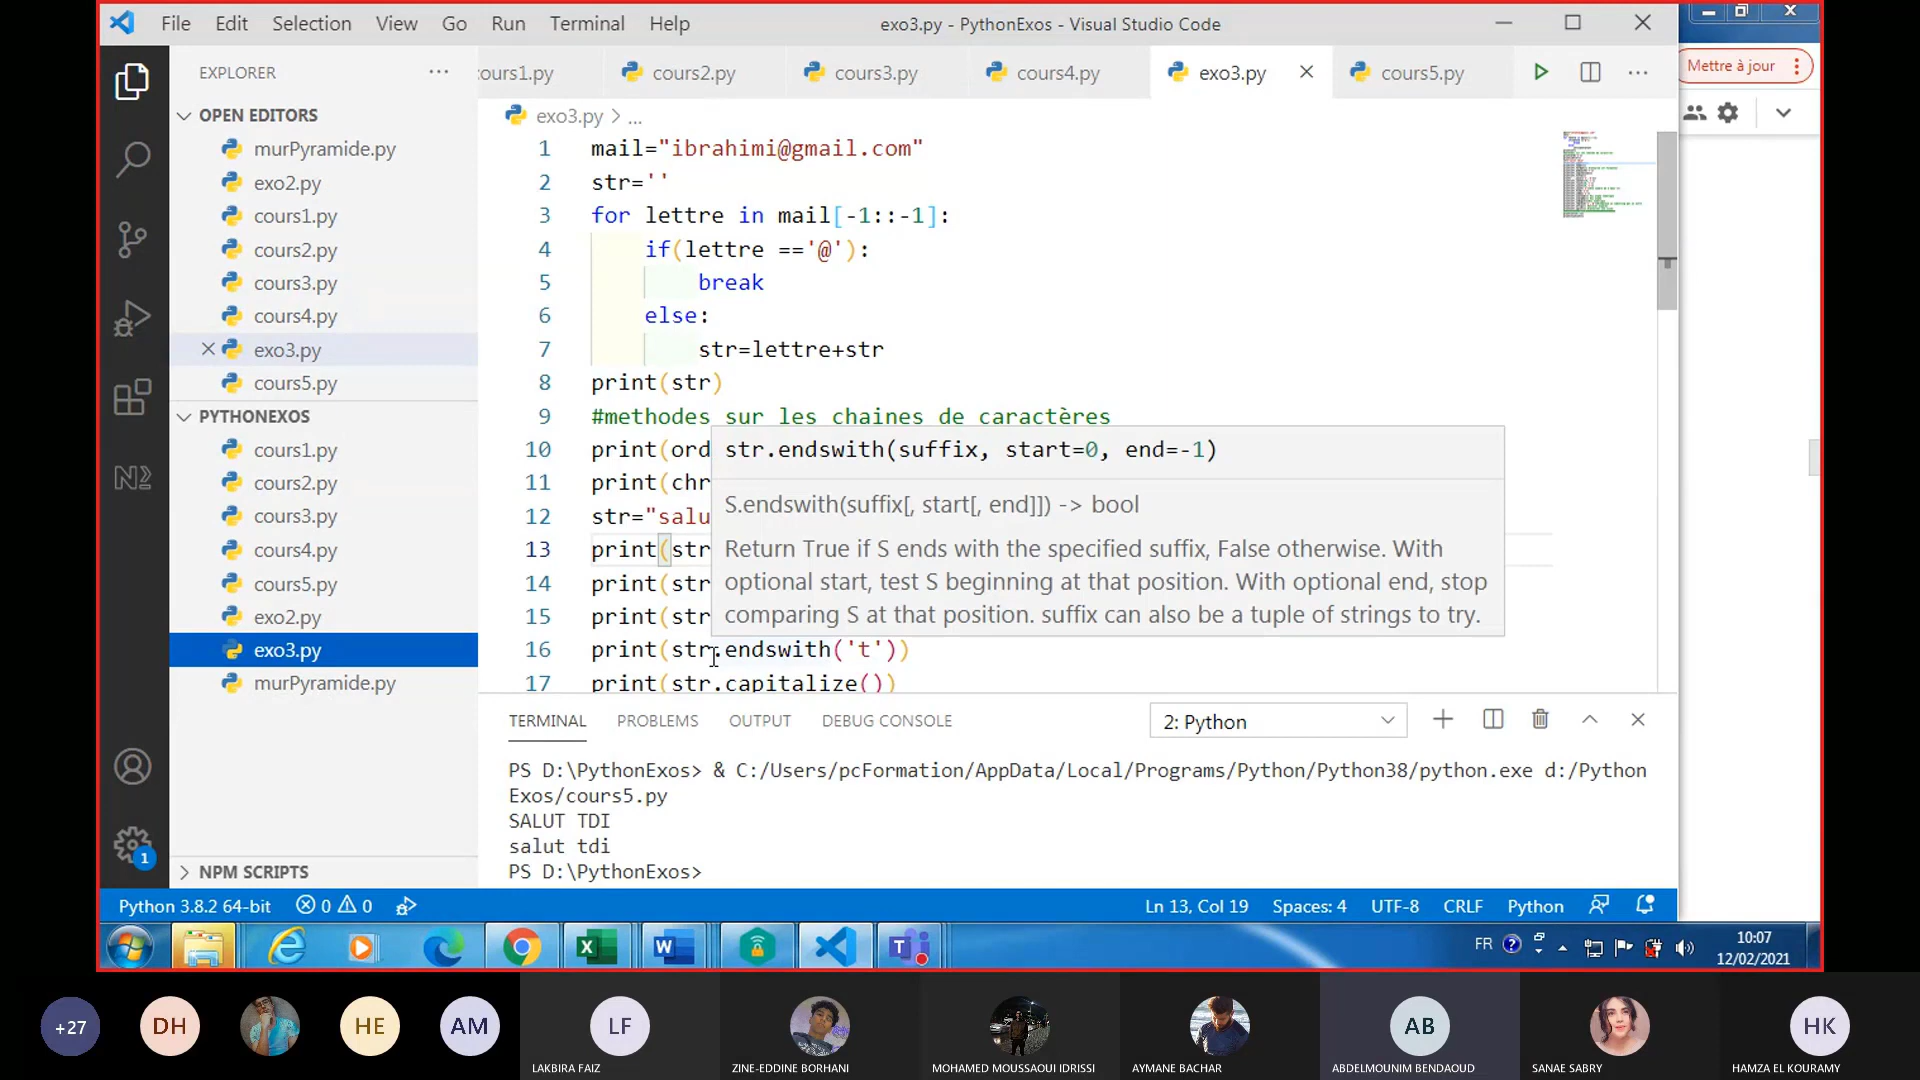 File Edit Selection View Go Run Terminal Help
exo3.py - PythonExos - Visual Studio Code
Mettre à jour
EXPLORER
OPEN EDITORS
murPyramide.py
exo2.py
cours1.py
cours2.py
cours3.py
cours4.py
exo3.py
cours5.py
PYTHONEXOS
cours1.py
cours2.py
cours3.py
cours4.py
cours5.py
exo2.py
exo3.py
murPyramide.py
NPM SCRIPTS
ours1.py cours2.py cours3.py cours4.py exo3.py cours5.py
exo3.py > ...
1 mail="ibrahimi@gmail.com"
2 str=''
3 for lettre in mail[-1::-1]:
4 if(lettre =='@'):
5 break
6 else:
7 str=lettre+str
8 print(str)
9 #methodes sur les chaines de caractères
10 print(ord
11 print(chr
12 str="salu
13 print(str
14 print(str
15 print(str
16 print(str.endswith('t'))
17 print(str.capitalize())
str.endswith(suffix, start=0, end=-1)
S.endswith(suffix[, start[, end]]) -> bool
Return True if S ends with the specified suffix, False otherwise. With
optional start, test S beginning at that position. With optional end, stop
comparing S at that position. suffix can also be a tuple of strings to try.
TERMINAL PROBLEMS OUTPUT DEBUG CONSOLE
2: Python
PS D:\PythonExos> & C:/Users/pcFormation/AppData/Local/Programs/Python/Python38/python.exe d:/Python
Exos/cours5.py
SALUT TDI
salut tdi
PS D:\PythonExos>
1
Python 3.8.2 64-bit 0 0
Ln 13, Col 19 Spaces: 4 UTF-8 CRLF Python
FR
10:07
12/02/2021
+27
DH
HE
AM
LF
AB
HK
LAKBIRA FAIZ
ZINE-EDDINE BORHANI
MOHAMED MOUSSAOUI IDRISSI
AYMANE BACHAR
ABDELMOUNIM BENDAOUD
SANAE SABRY
HAMZA EL KOURAMY